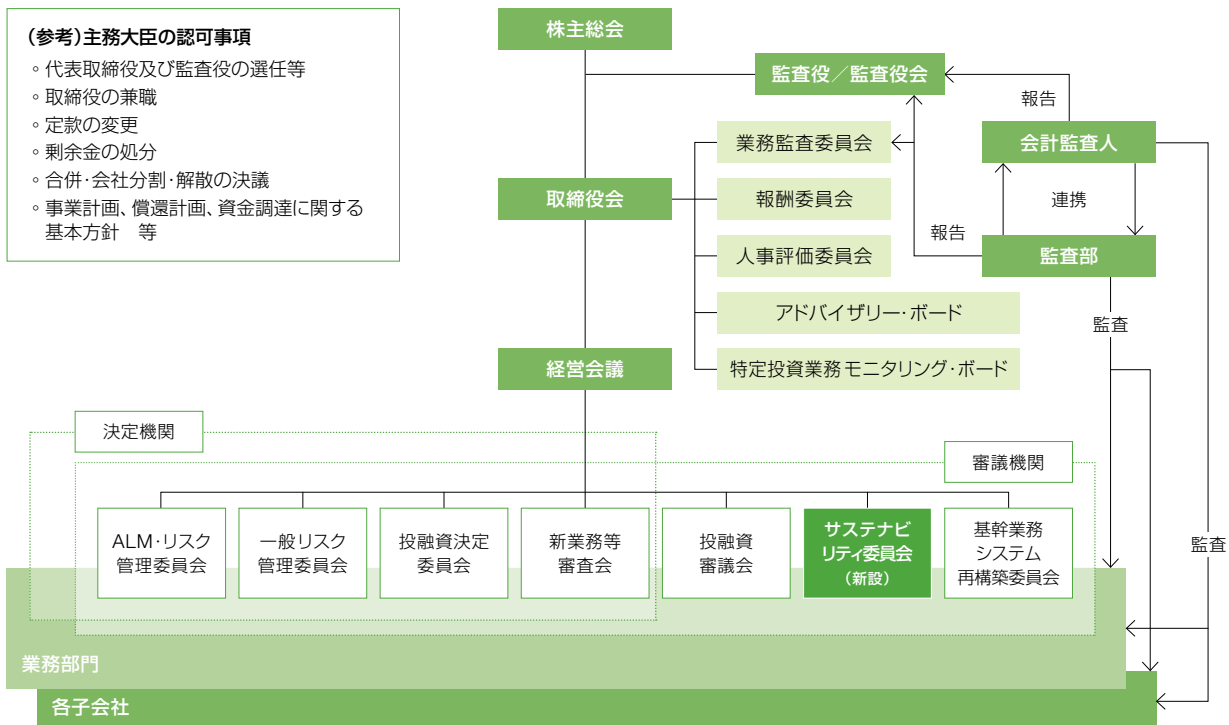 (参考)主務大臣の認可事項
◦ 代表取締役及び監査役の選任等
◦ 取締役の兼職
◦ 定款の変更
◦ 剰余金の処分
◦ 合併・会社分割・解散の決議
◦ 事業計画、償還計画、資金調達に関する
基本方針　等
株主総会
監査役／監査役会
報告
業務監査委員会
会計監査人
取締役会
報酬委員会
連携
報告
人事評価委員会
監査部
アドバイザリー・ボード
監査
経営会議
特定投資業務モニタリング・ボード
決定機関
審議機関
ALM・リスク
管理委員会
一般リスク
管理委員会
投融資決定
委員会
新業務等
審査会
投融資
審議会
サステナビ
リティ委員会
(新設)
基幹業務
システム
再構築委員会
監査
業務部門
各子会社